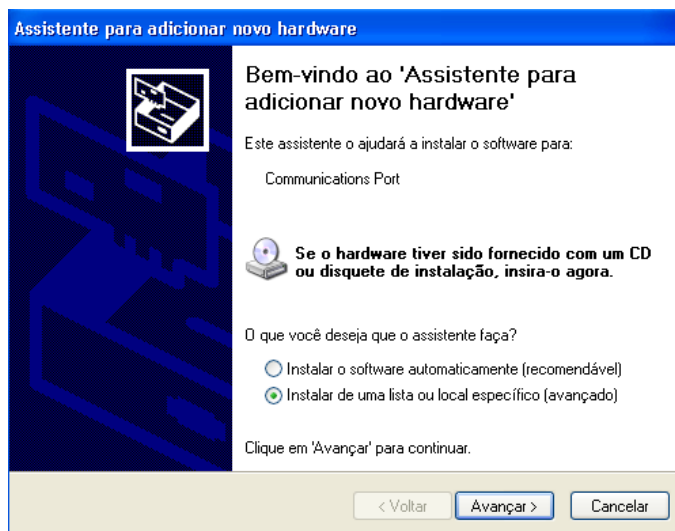 Assistente para adicionar novo hardware
Bem-vindo ao 'Assistente para
adicionar novo hardware'
Este assistente o ajudará a instalar o software para:
Communications Port
Se o hardware tiver sido fornecido com um CD
ou disquete de instalação, insira-o agora.
O que você deseja que o assistente faça?
Instalar o software automaticamente (recomendável)
Instalar de uma lista ou local específico (avançado)
Clique em 'Avançar' para continuar.
< Voltar Avançar > Cancelar